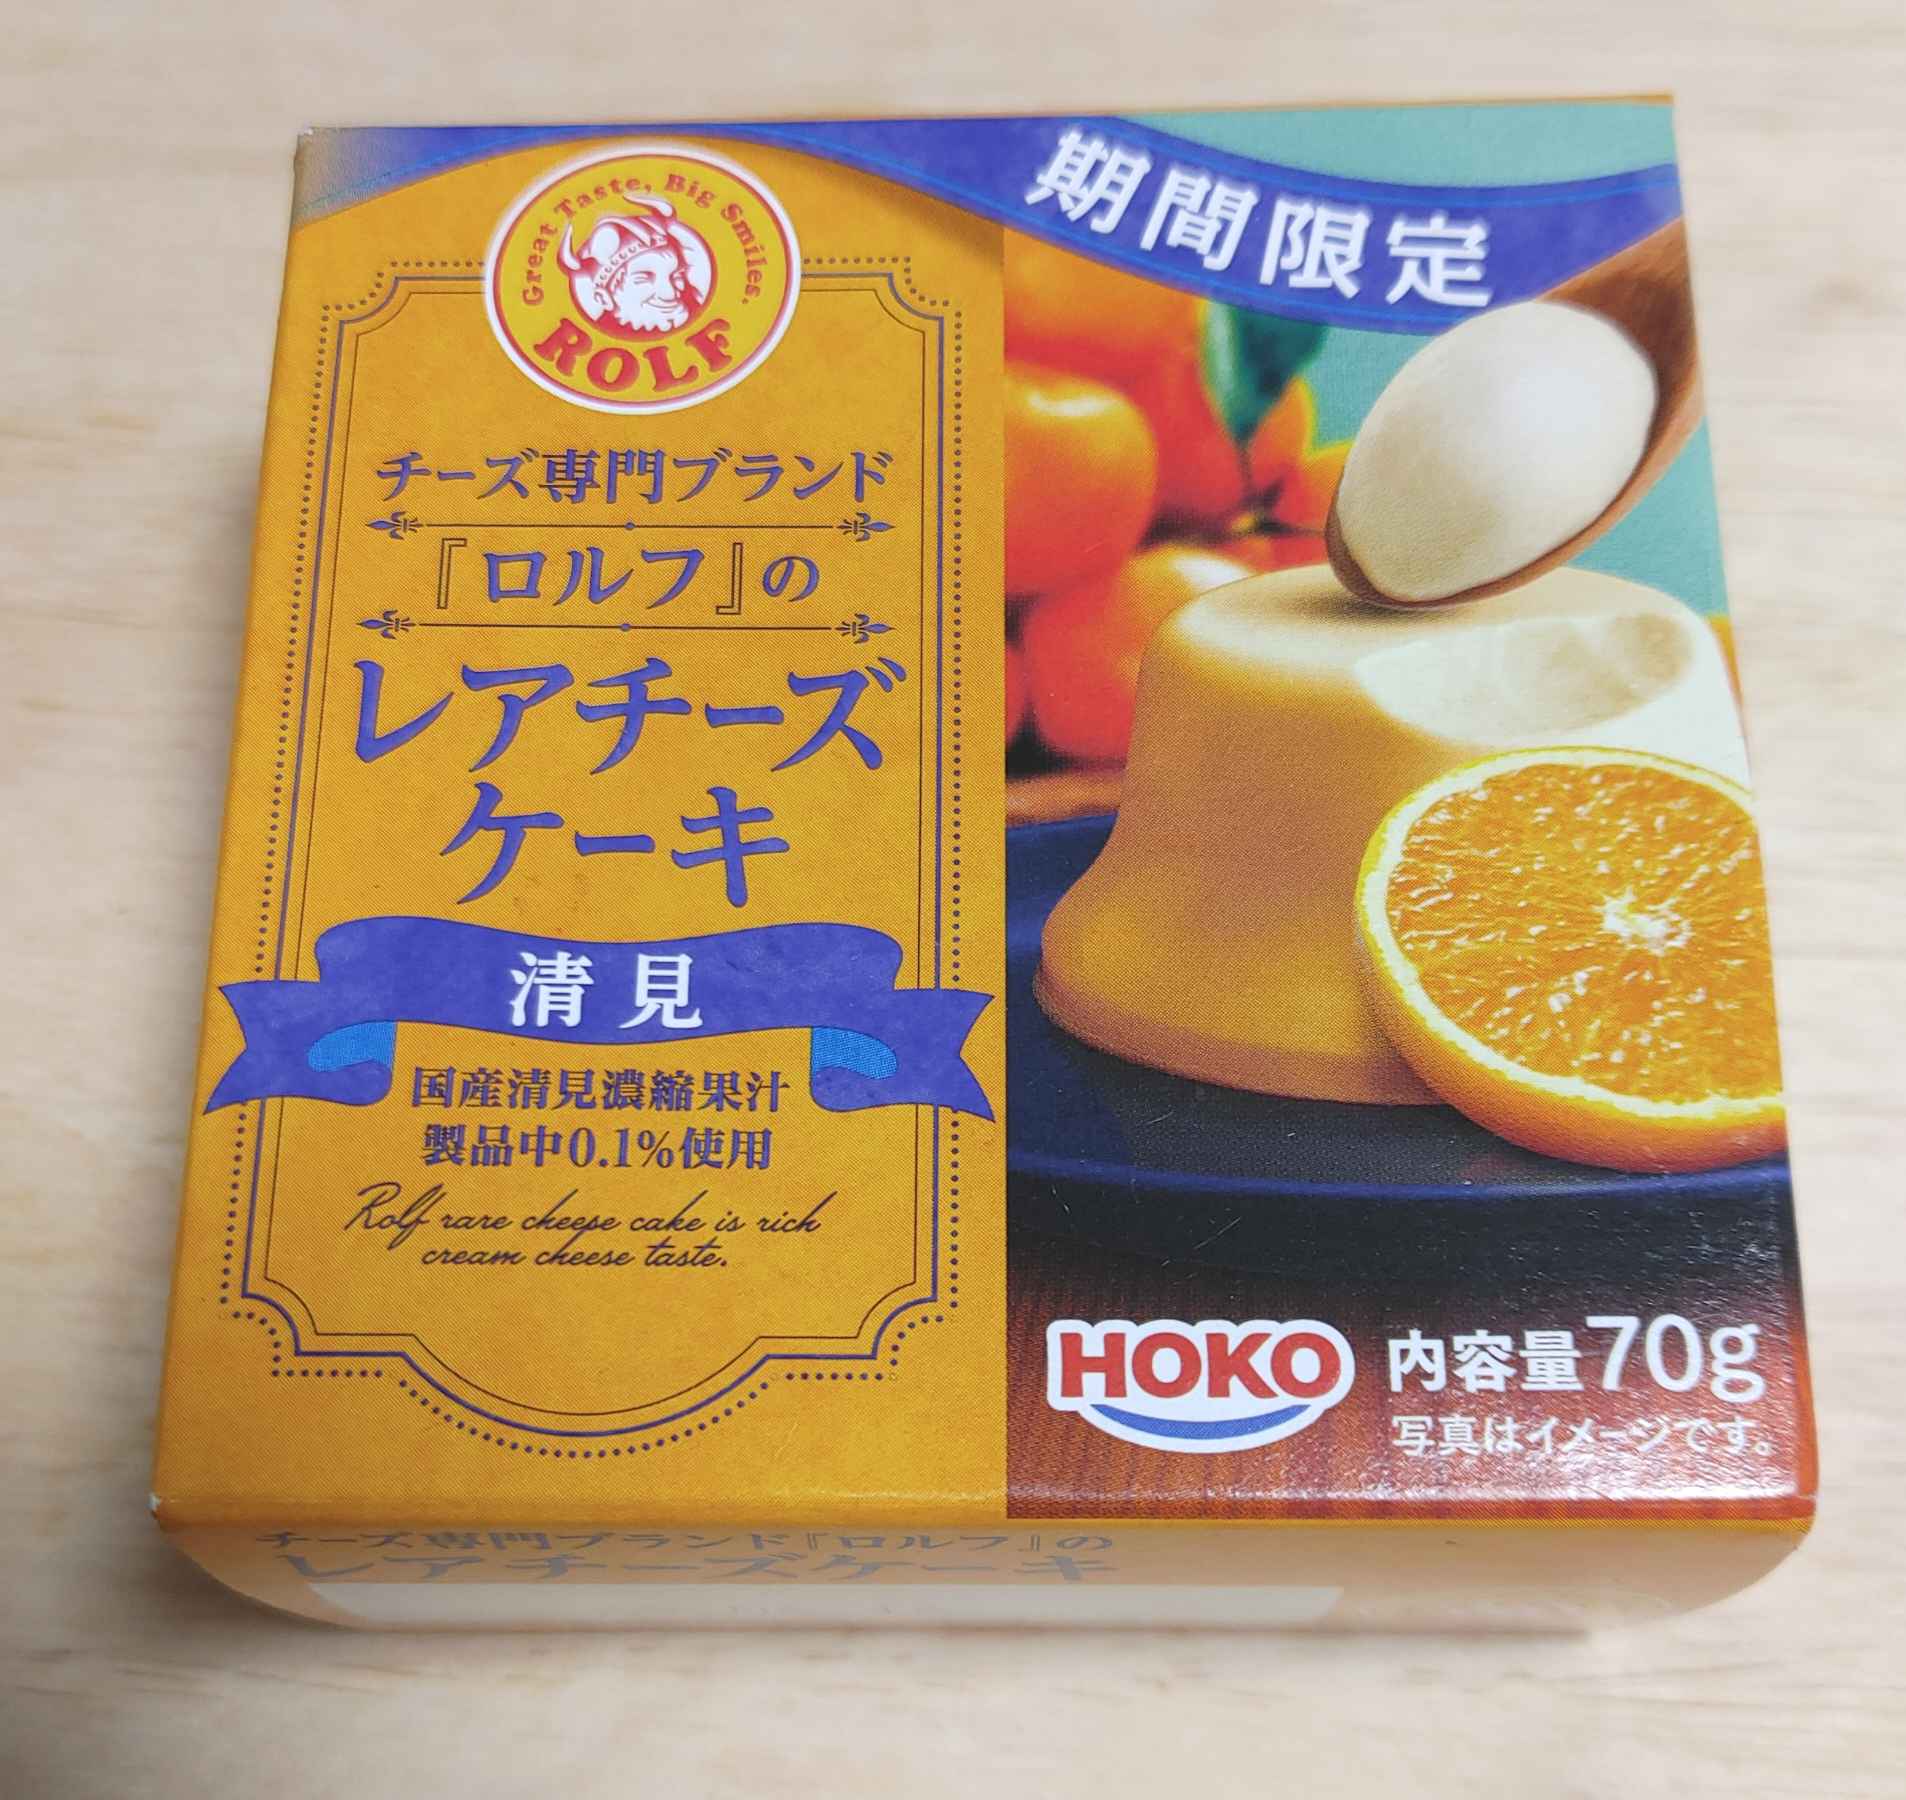 期間限定
Great Taste, Big Smiles.
ROLF
チーズ専門ブランド
『ロルフ』の
レアチーズ
ケーキ
清見
国産清見濃縮果汁
製品中0.1%使用
Rolf rare cheese cake is rich
cream cheese taste.
HOKO
内容量70g
写真はイメージです。
チーズ専門ブランド『ロルフ』の
レアチーズケーキ